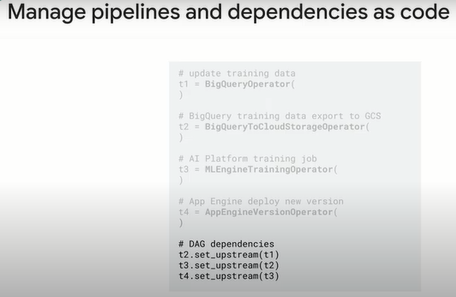 Manage pipelines and dependencies as code
# update training data
t1 = BigQueryOperator(
)
# BigQuery training data export to GCS
t2 = BigQueryToCloudStorageOperator(
)
# AI Platform training job
t3 = MLEngineTrainingOperator(
)
# App Engine deploy new version
t4 = AppEngineVersionOperator(
)
# DAG dependencies
t2.set_upstream(t1)
t3.set_upstream(t2)
t4.set_upstream(t3)